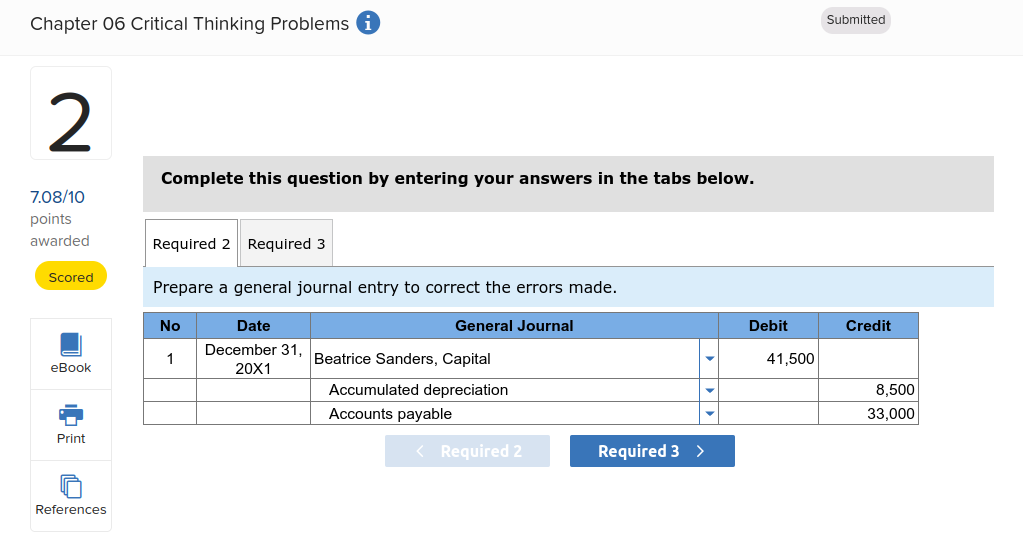 Chapter 06 Critical Thinking Problems i
Submitted
2
7.08/10
points
awarded
Scored
eBook
Print
References
Complete this question by entering your answers in the tabs below.
Required 2 Required 3
Prepare a general journal entry to correct the errors made.
No Date General Journal Debit Credit
1 December 31, 20X1 Beatrice Sanders, Capital 41,500
Accumulated depreciation 8,500
Accounts payable 33,000
< Required 2 Required 3 >